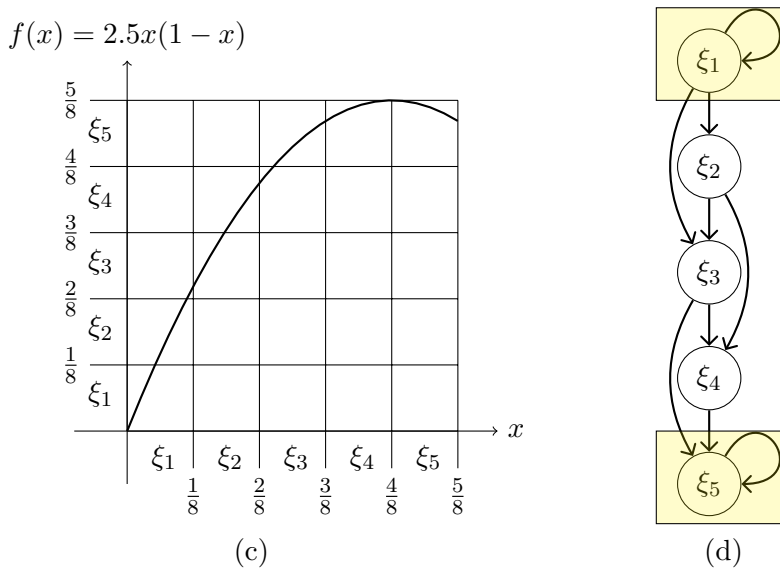 f(x) = 2.5x(1 − x)
5/8
ξ5
4/8
ξ4
3/8
ξ3
2/8
ξ2
1/8
ξ1
x
ξ1 ξ2 ξ3 ξ4 ξ5
1/8 2/8 3/8 4/8 5/8
(c)
ξ1
ξ2
ξ3
ξ4
ξ5
(d)